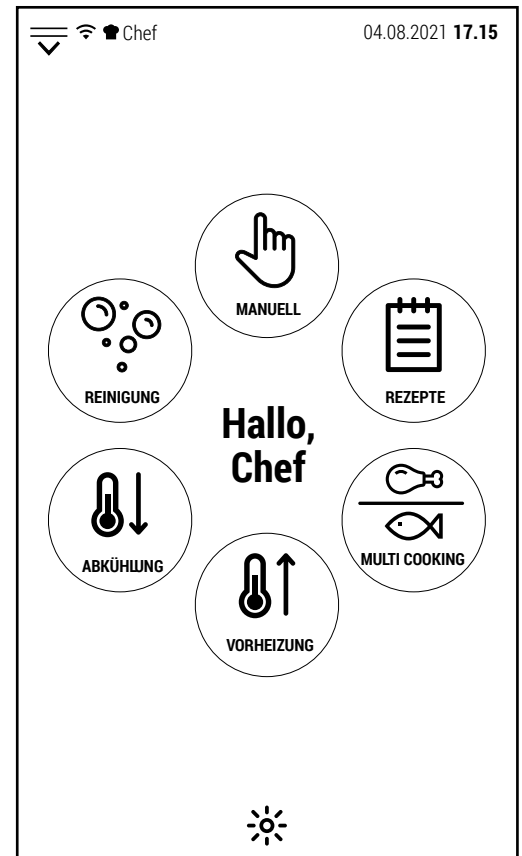 Chef 04.08.2021 17.15
MANUELL
REINIGUNG
REZEPTE
Hallo,
Chef
ABKÜHLUNG
MULTI COOKING
VORHEIZUNG